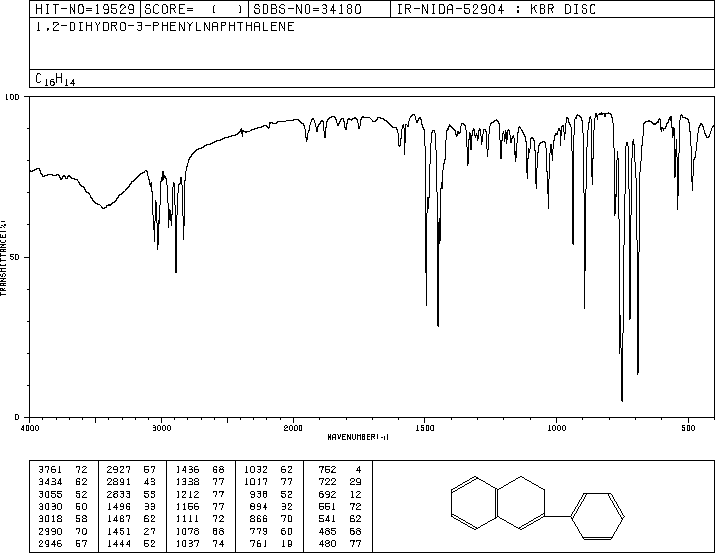 HIT-NO=19529 SCORE= ( ) SDBS-NO=34180 IR-NIDA-52904 : KBR DISC
1,2-DIHYDRO-3-PHENYLNAPHTHALENE
C16H14
100
50
0
TRANSMITTANCE(%)
4000 3000 2000 1500 1000 500
WAVENUMBER(-1)
3761 72 2927 57 1436 68 1032 62 752 4
3434 62 2891 43 1338 77 1017 77 722 29
3055 52 2833 55 1212 77 938 52 692 12
3030 60 1496 33 1156 77 894 32 551 72
3018 58 1487 62 1111 72 866 70 541 62
2990 70 1451 27 1078 68 779 60 485 68
2946 57 1444 52 1037 74 761 19 480 77